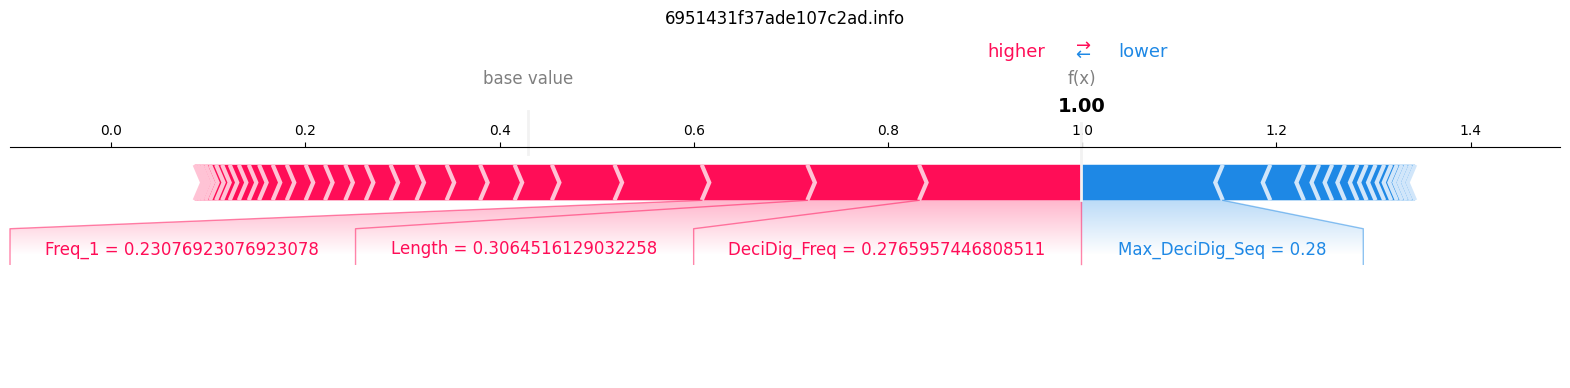 6951431f37ade107c2ad.info
higher ⇄ lower
base value f(x)
1.00
0.0 0.2 0.4 0.6 0.8 1.0 1.2 1.4
Freq_1 = 0.23076923076923078 Length = 0.3064516129032258 DeciDig_Freq = 0.2765957446808511 Max_DeciDig_Seq = 0.28